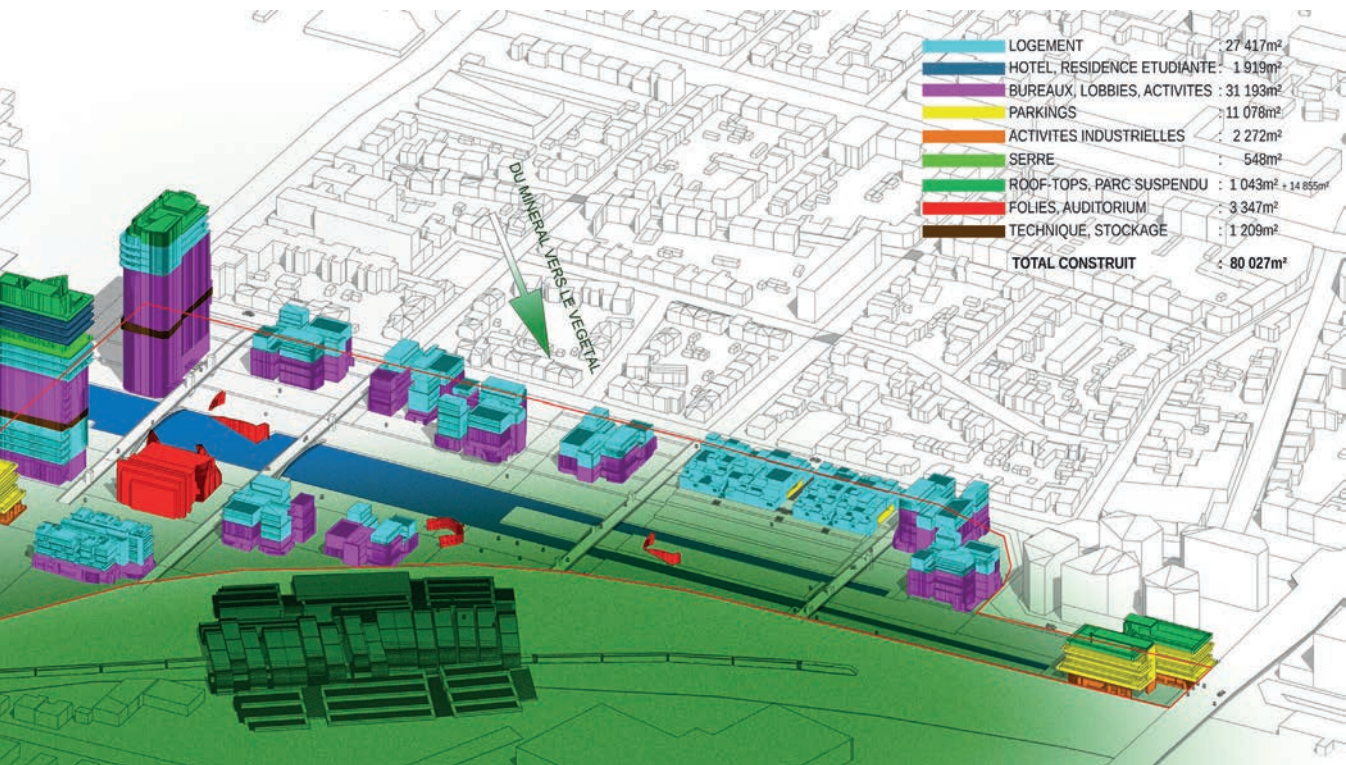 LOGEMENT : 27 417m²
HOTEL, RESIDENCE ETUDIANTE : 1 919m²
BUREAUX, LOBBIES, ACTIVITES : 31 193m²
PARKINGS : 11 078m²
ACTIVITES INDUSTRIELLES : 2 272m²
SERRE : 548m²
ROOF-TOPS, PARC SUSPENDU : 1 043m² + 14 855m²
FOLIES, AUDITORIUM : 3 347m²
TECHNIQUE, STOCKAGE : 1 209m²
TOTAL CONSTRUIT : 80 027m²
DU MINERAL VERS LE VEGETAL